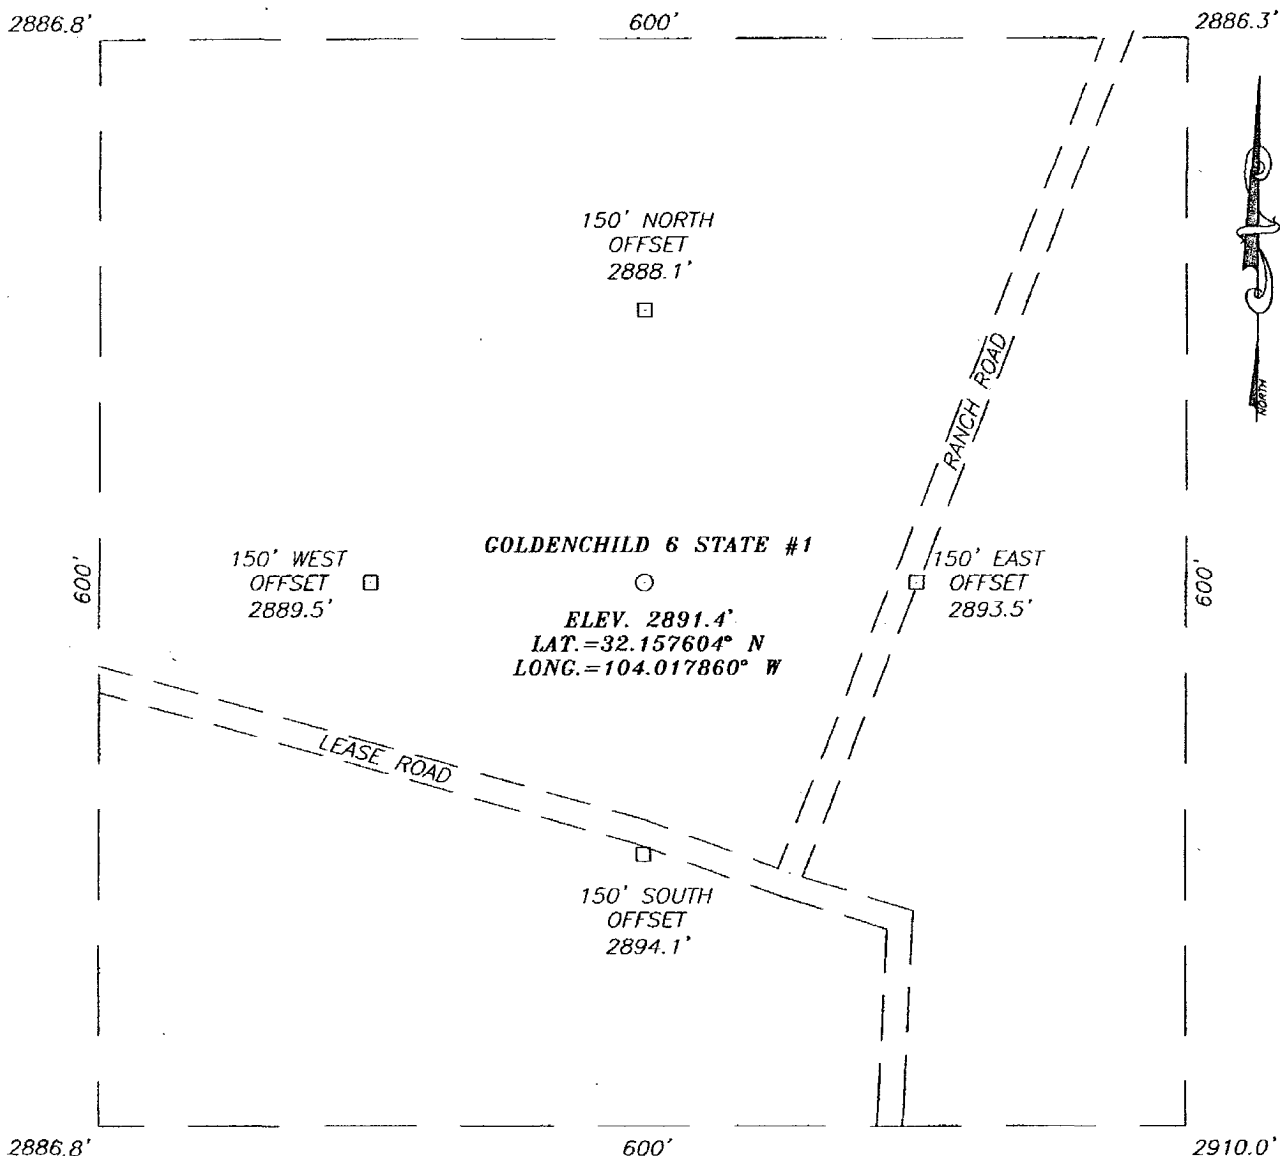 2886.8'
600'
2886.3'
150' NORTH
OFFSET
2888.1'
NORTH
RANCH ROAD
GOLDENCHILD 6 STATE #1
150' WEST
OFFSET
2889.5'
150' EAST
OFFSET
2893.5'
600'
600'
ELEV. 2891.4'
LAT.=32.157604° N
LONG.=104.017860° W
LEASE ROAD
150' SOUTH
OFFSET
2894.1'
2886.8'
600'
2910.0'